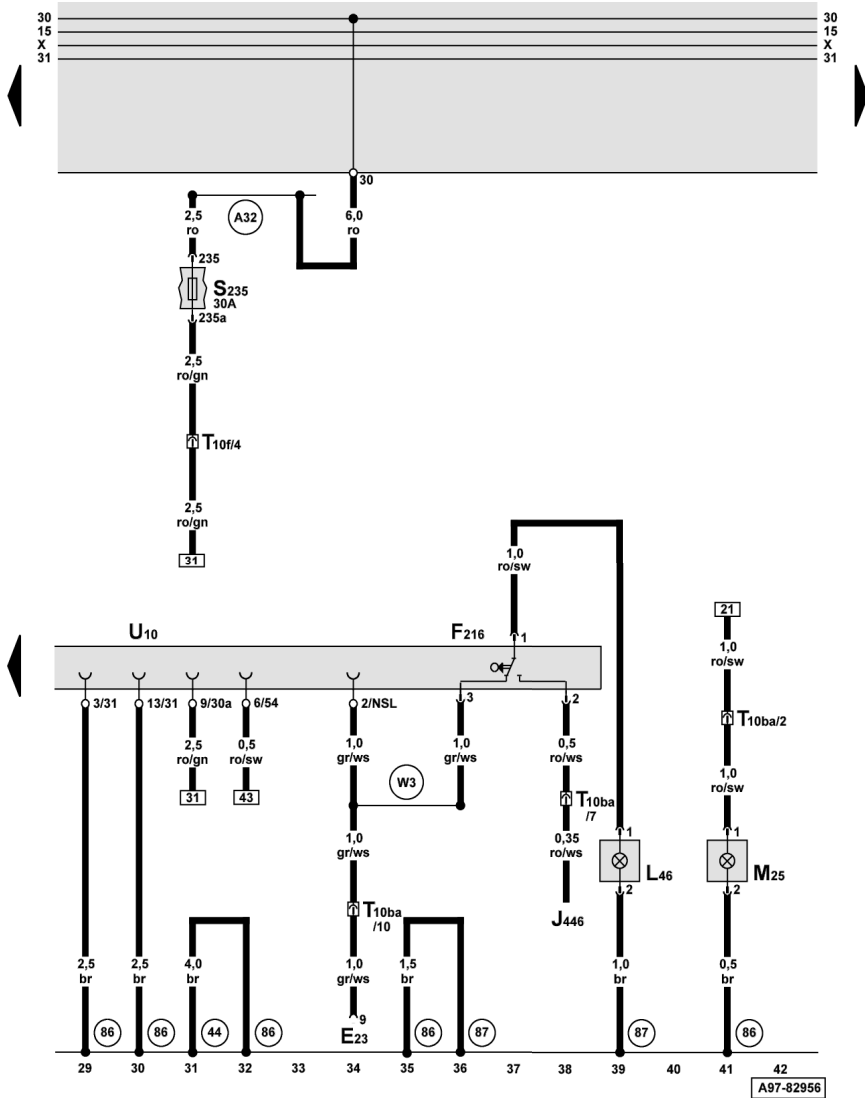 30 30
15 15
X X
31 31
30
2,5 6,0
ro ro
A32
235
S235
30A
235a
2,5
ro/gn
T10f/4
2,5
ro/gn
31
1,0
ro/sw
21
U10 F216 1
1,0
ro/sw
3/31 13/31 9/30a 6/54 2/NSL 3 2
T10ba/2
2,5 0,5 1,0 1,0 0,5
ro/gn ro/sw gr/ws gr/ws ro/ws
1,0
ro/sw
W3
31 43
T10ba
/7
1,0 0,35
gr/ws ro/ws
1 1
L46 M25
2 2
T10ba
/10
J446
2,5 2,5 4,0 1,0 1,5 1,0 0,5
br br br gr/ws br br br
9
E23
86 86 44 86 86 87 87 86
29 30 31 32 33 34 35 36 37 38 39 40 41 42
A97-82956